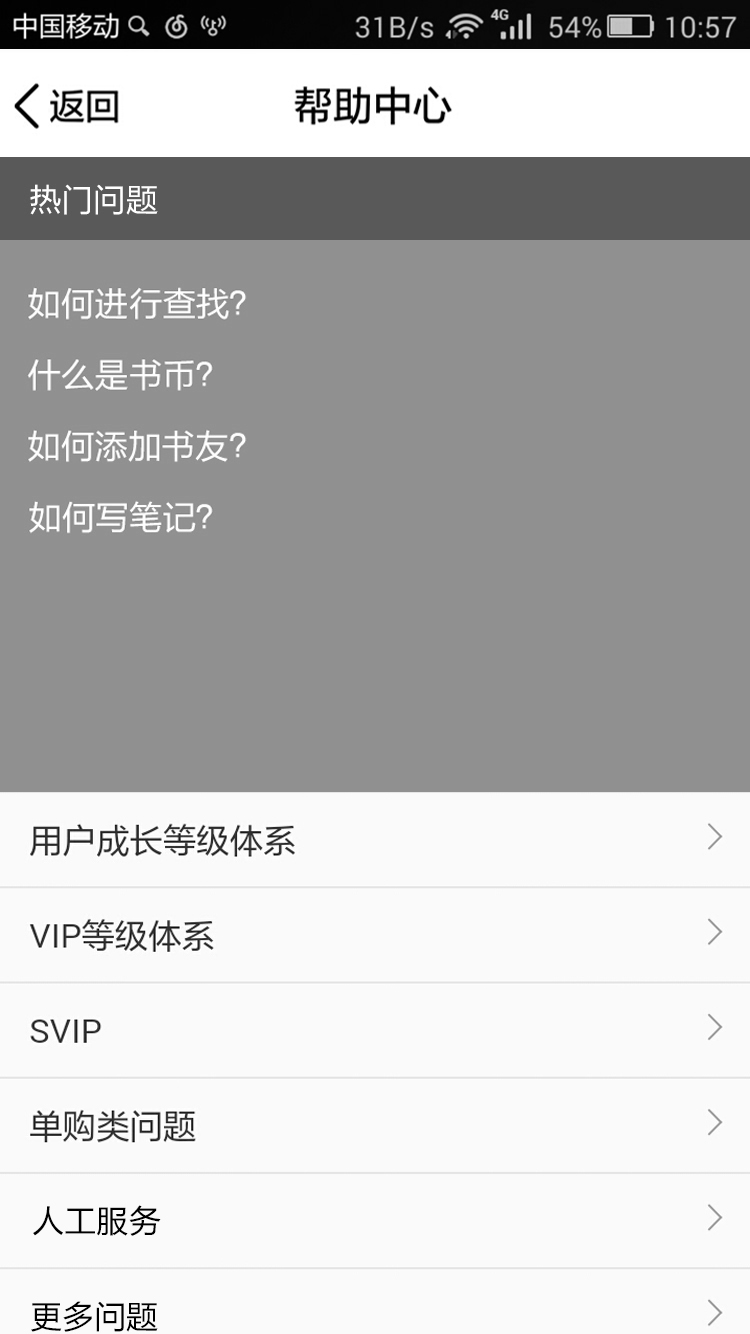 中国移动 31B/s 4G 54% 10:57
返回 帮助中心
热门问题
如何进行查找?
什么是书币?
如何添加书友?
如何写笔记?
用户成长等级体系
VIP等级体系
SVIP
单购类问题
人工服务
更多问题